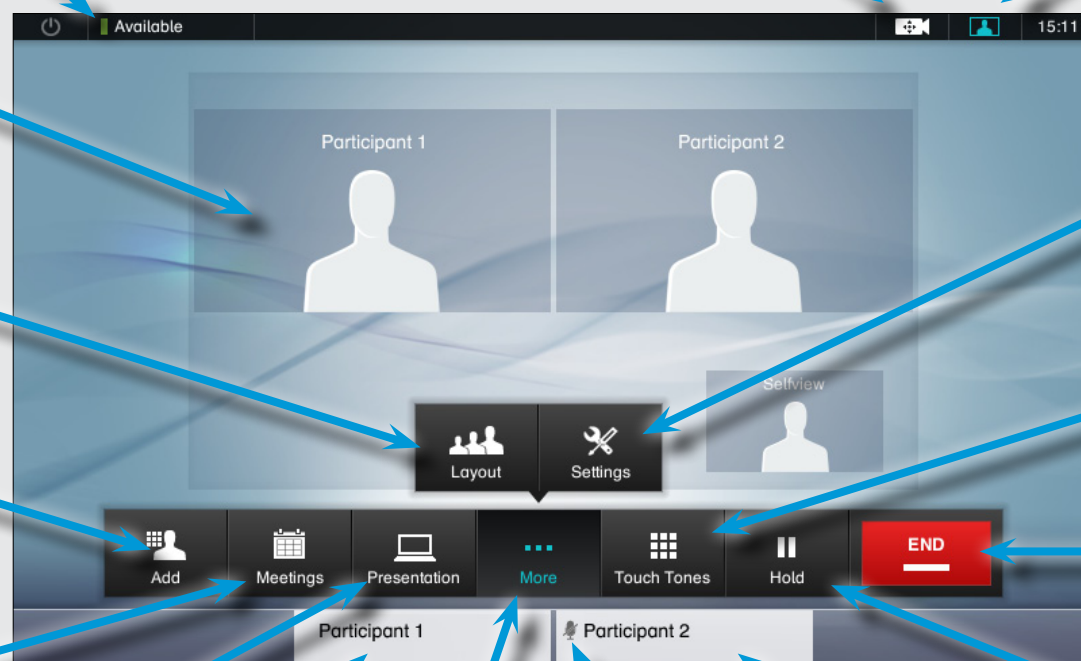 Available
15:11
Participant 1
Participant 2
Selfview
Layout
Settings
Add
Meetings
Presentation
More
Touch Tones
Hold
END
Participant 1
Participant 2